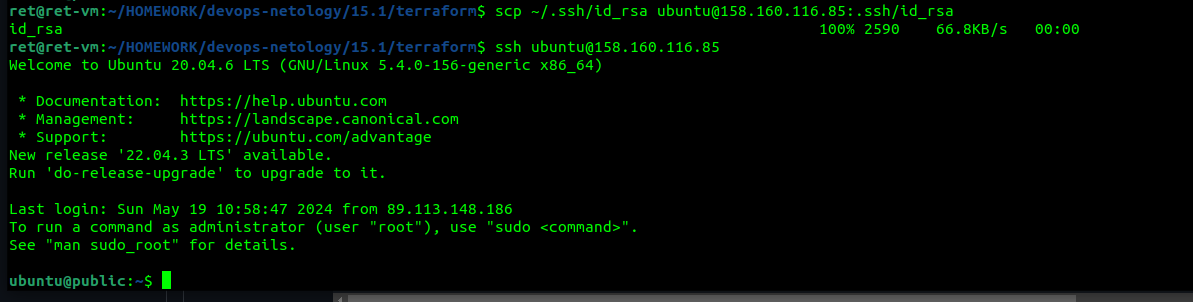 ret@ret-vm:~/HOMEWORK/devops-netology/15.1/terraform$ scp ~/.ssh/id_rsa ubuntu@158.160.116.85:.ssh/id_rsa
id_rsa 100% 2590 66.8KB/s 00:00
ret@ret-vm:~/HOMEWORK/devops-netology/15.1/terraform$ ssh ubuntu@158.160.116.85
Welcome to Ubuntu 20.04.6 LTS (GNU/Linux 5.4.0-156-generic x86_64)
* Documentation: https://help.ubuntu.com
* Management: https://landscape.canonical.com
* Support: https://ubuntu.com/advantage
New release '22.04.3 LTS' available.
Run 'do-release-upgrade' to upgrade to it.
Last login: Sun May 19 10:58:47 2024 from 89.113.148.186
To run a command as administrator (user "root"), use "sudo <command>".
See "man sudo_root" for details.
ubuntu@public:~$